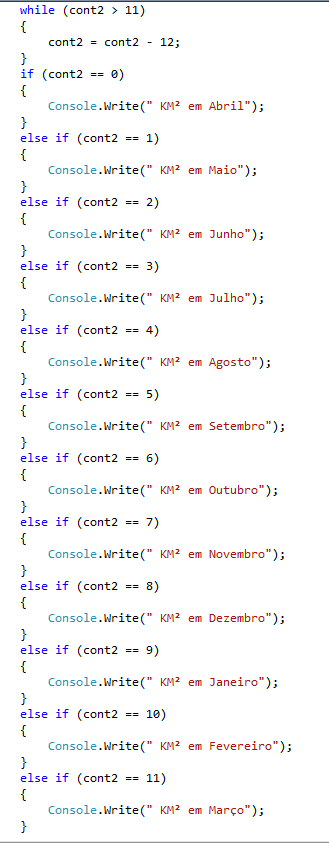 while (cont2 > 11)
{
    cont2 = cont2 - 12;
}
if (cont2 == 0)
{
    Console.Write(" KM² em Abril");
}
else if (cont2 == 1)
{
    Console.Write(" KM² em Maio");
}
else if (cont2 == 2)
{
    Console.Write(" KM² em Junho");
}
else if (cont2 == 3)
{
    Console.Write(" KM² em Julho");
}
else if (cont2 == 4)
{
    Console.Write(" KM² em Agosto");
}
else if (cont2 == 5)
{
    Console.Write(" KM² em Setembro");
}
else if (cont2 == 6)
{
    Console.Write(" KM² em Outubro");
}
else if (cont2 == 7)
{
    Console.Write(" KM² em Novembro");
}
else if (cont2 == 8)
{
    Console.Write(" KM² em Dezembro");
}
else if (cont2 == 9)
{
    Console.Write(" KM² em Janeiro");
}
else if (cont2 == 10)
{
    Console.Write(" KM² em Fevereiro");
}
else if (cont2 == 11)
{
    Console.Write(" KM² em Março");
}